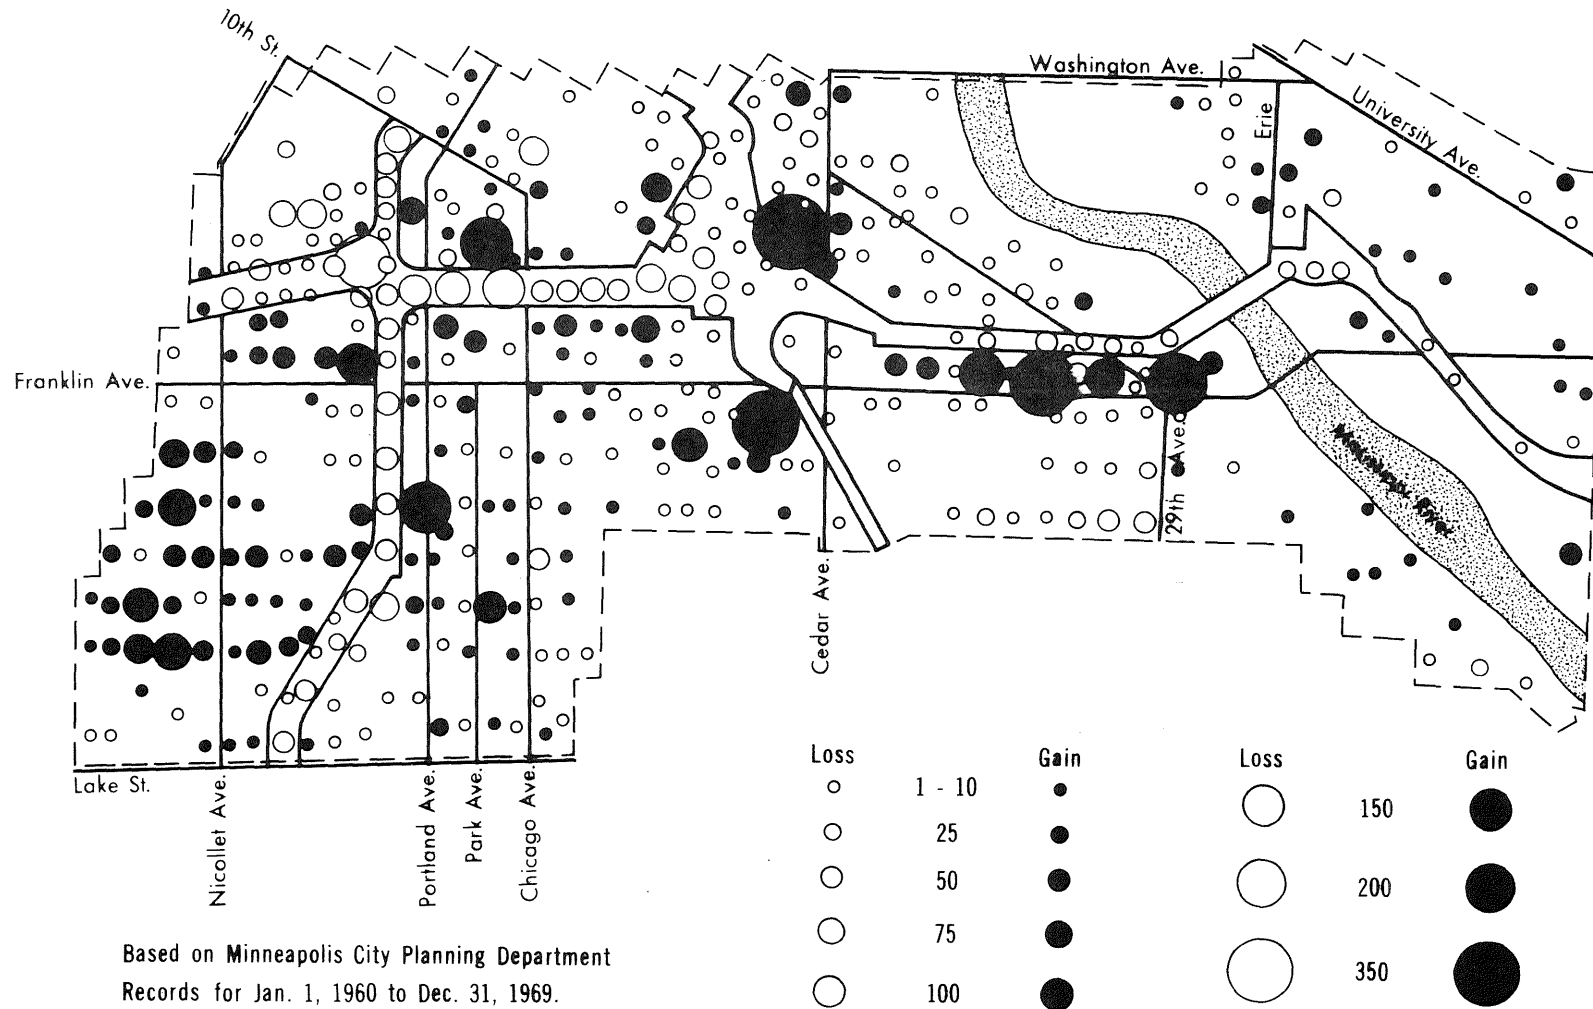 10th St.
Washington Ave.
University Ave.
Erie
Franklin Ave.
Mississippi River
29th Ave.
Cedar Ave.
Lake St.
Nicollet Ave.
Portland Ave.
Park Ave.
Chicago Ave.
Loss Gain Loss Gain
1 - 10
25
50
75
100
150
200
350
Based on Minneapolis City Planning Department
Records for Jan. 1, 1960 to Dec. 31, 1969.